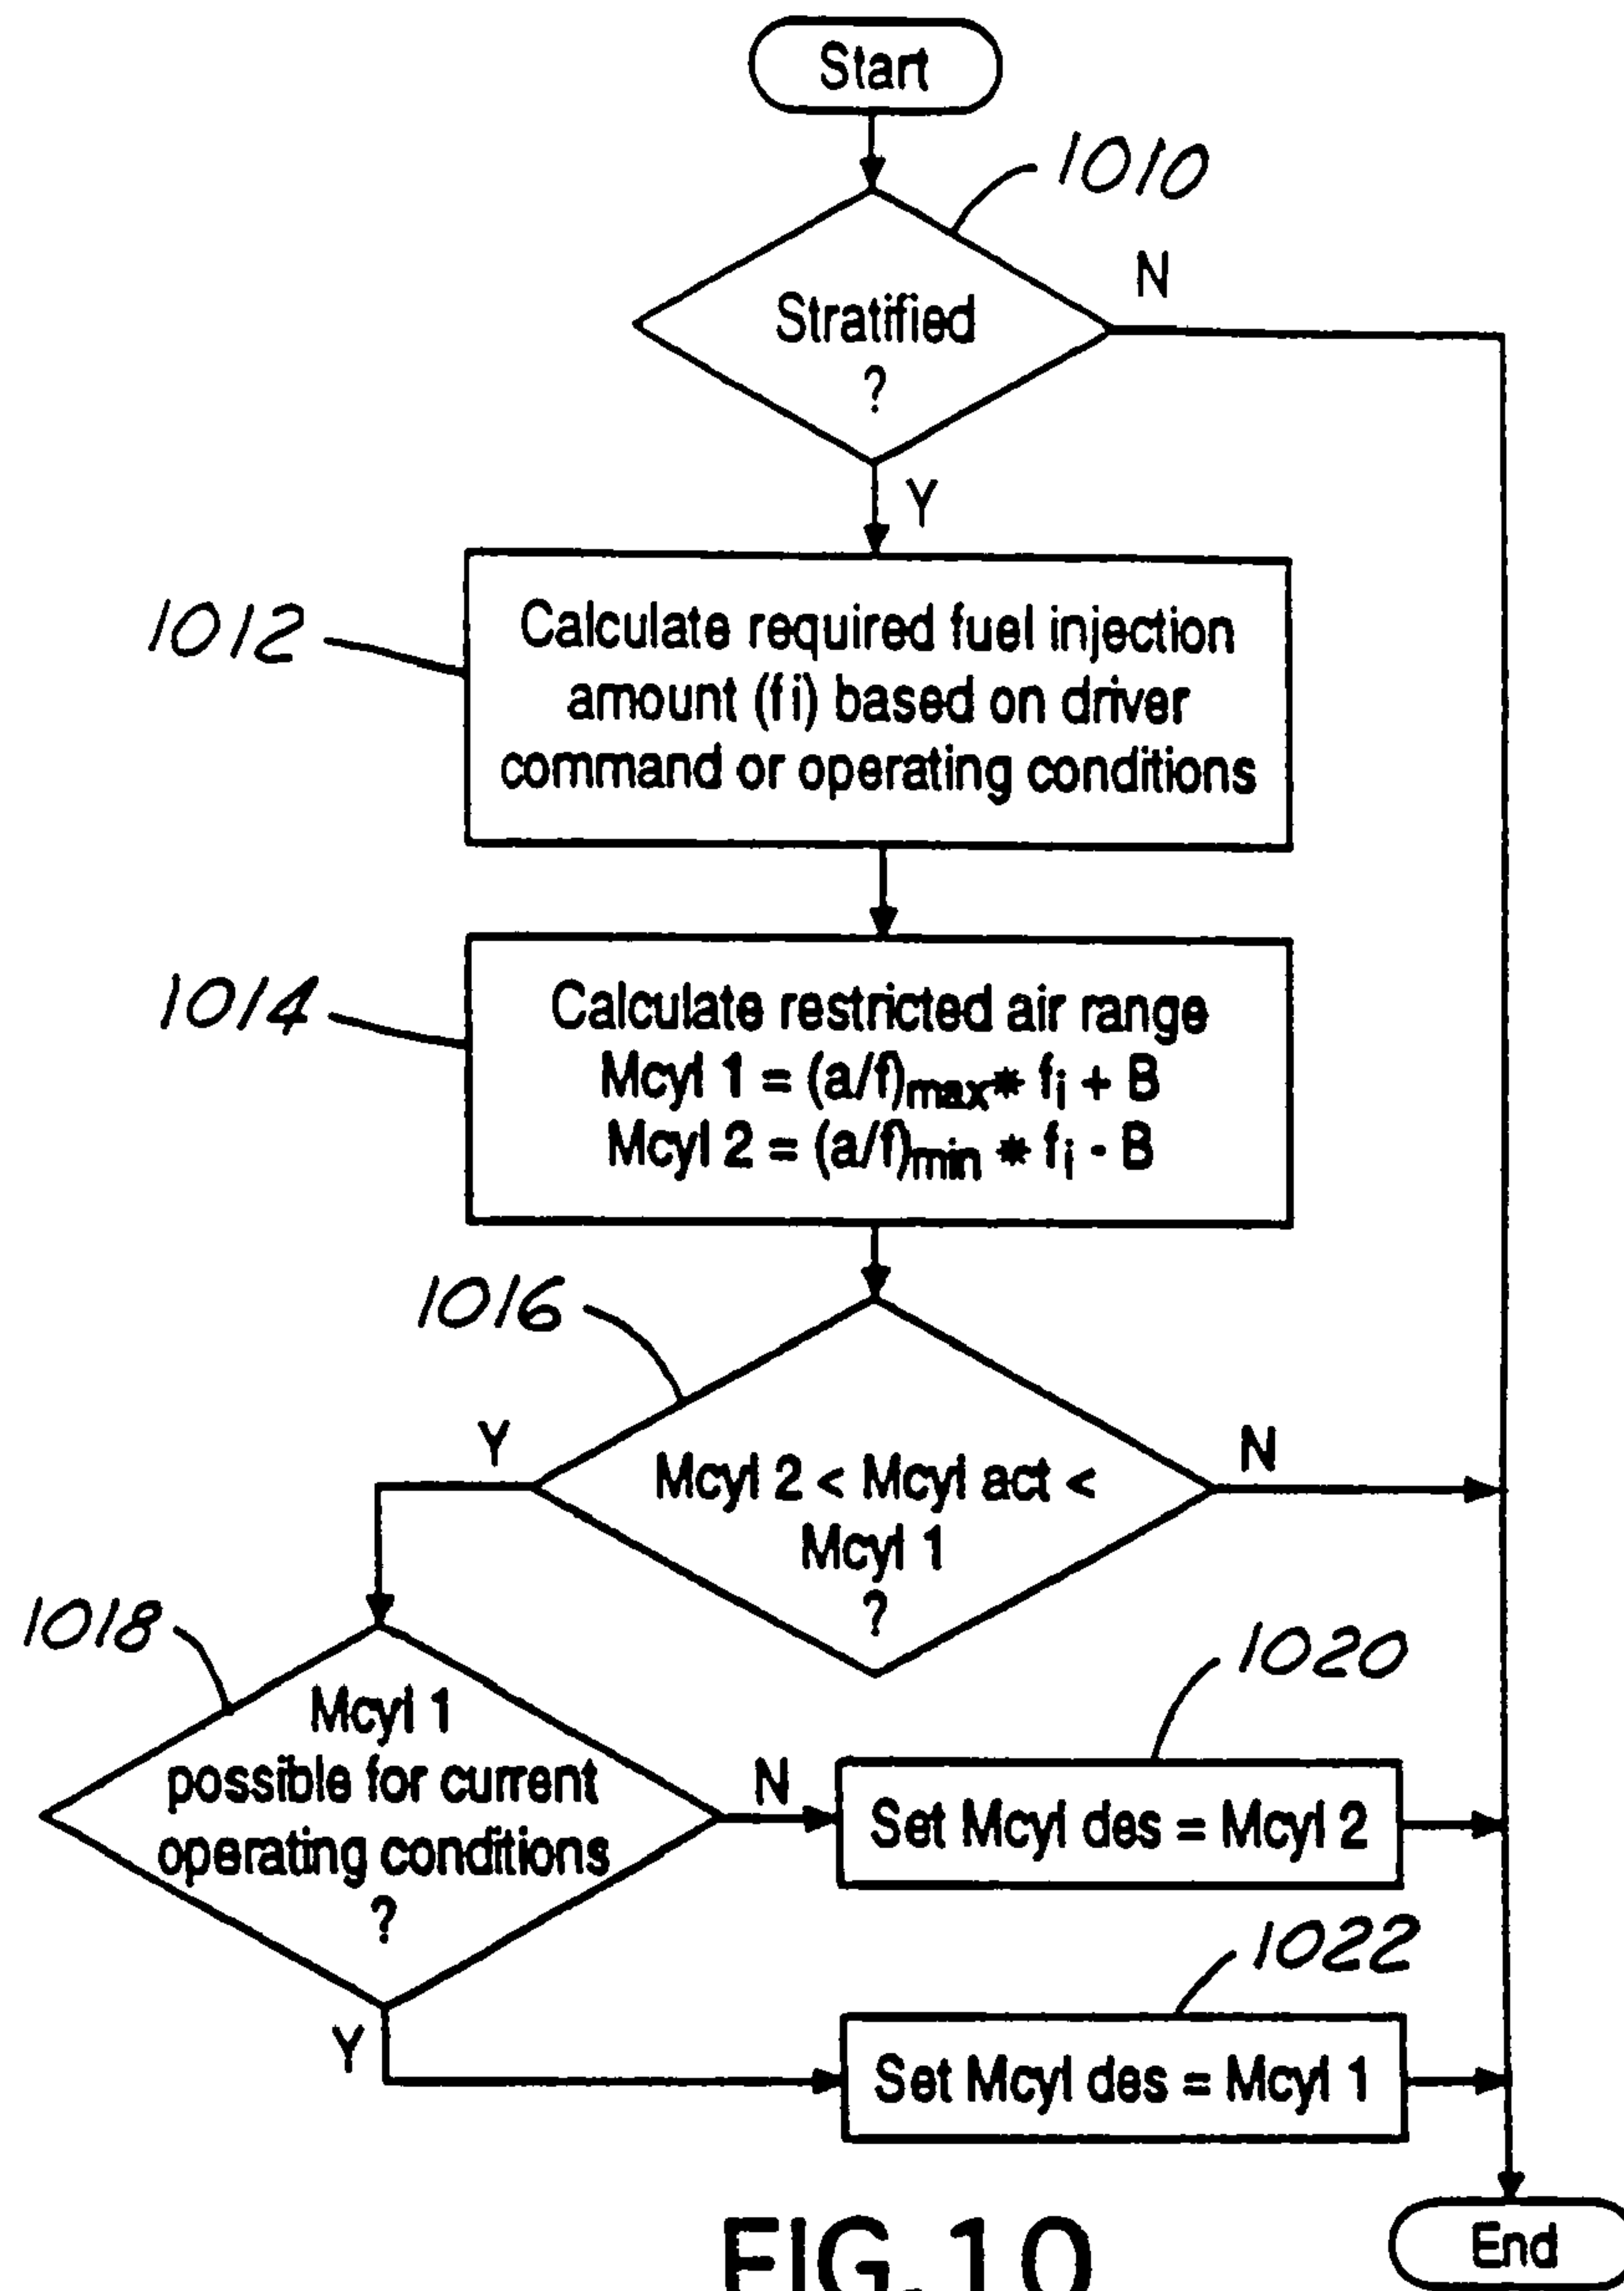 Start
1010
N
Stratified
?
Y
1012
Calculate required fuel injection
amount (fi) based on driver
command or operating conditions
1014
Calculate restricted air range
Mcyl 1 = (a/f)max* fi + B
Mcyl 2 = (a/f)min * fi - B
1016
Y
N
Mcyl 2 < Mcyl act <
Mcyl 1
?
1018
Mcyl 1
possible for current
operating conditions
?
N
1020
Set Mcyl des = Mcyl 2
Y
1022
Set Mcyl des = Mcyl 1
End
FIG.10